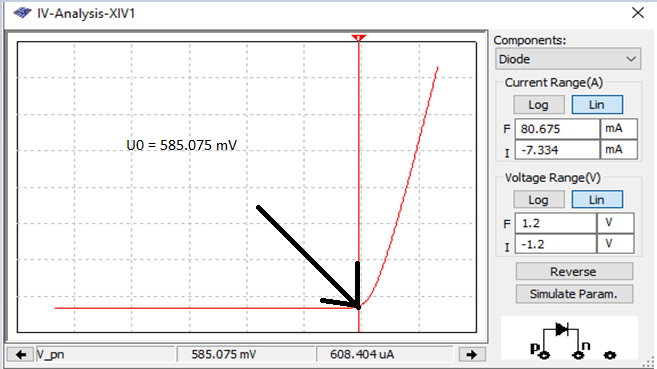 IV-Analysis-XIV1
Components:
Diode
Current Range(A)
Log Lin
F 80.675 mA
I -7.334 mA
Voltage Range(V)
Log Lin
F 1.2 V
I -1.2 V
Reverse
Simulate Param.
p n
U0 = 585.075 mV
V_pn 585.075 mV 608.404 uA